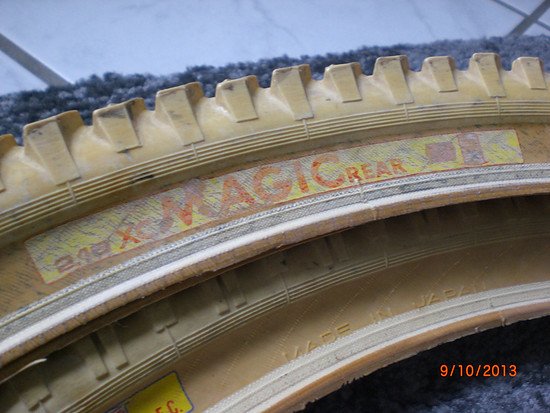 MAGIC REAR
MADE IN JAPAN
F.C.
9/10/2013